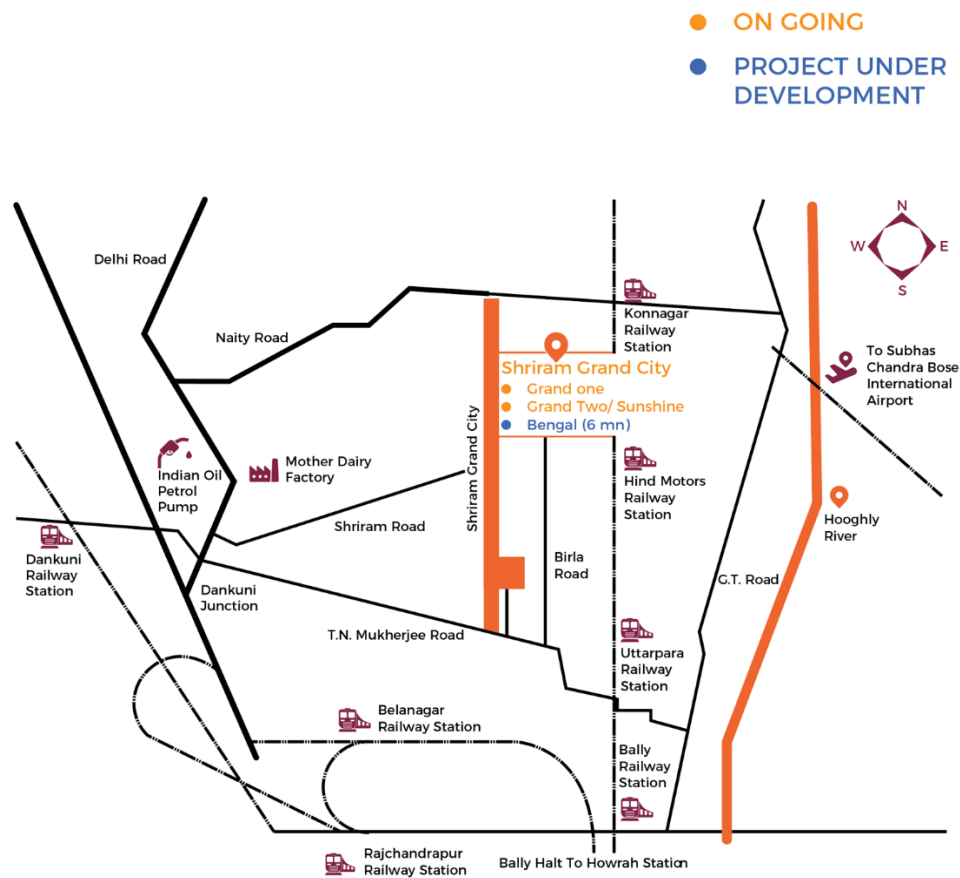 ON GOING
PROJECT UNDER
DEVELOPMENT
N
W
E
S
Delhi Road
Naity Road
Konnagar
Railway
Station
To Subhas
Chandra Bose
International
Airport
Shriram Grand City
Grand one
Grand Two/ Sunshine
Bengal (6 mn)
Shriram Grand City
Indian Oil
Petrol
Pump
Mother Dairy
Factory
Hind Motors
Railway
Station
Hooghly
River
Shriram Road
Dankuni
Railway
Station
Birla
Road
G.T. Road
Dankuni
Junction
T.N. Mukherjee Road
Uttarpara
Railway
Station
Belanagar
Railway Station
Bally
Railway
Station
Rajchandrapur
Railway Station
Bally Halt To Howrah Station